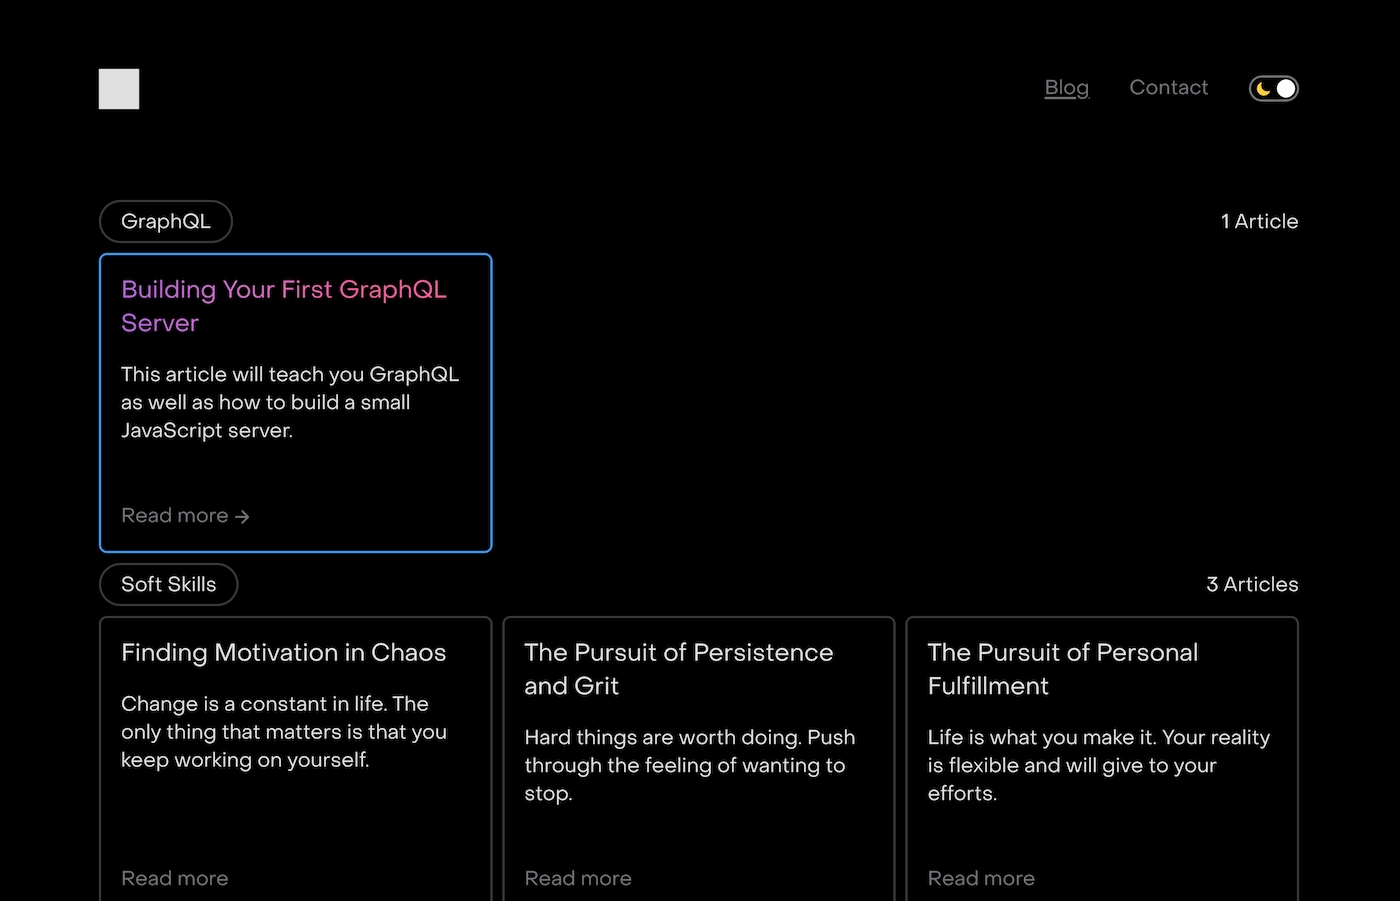 Blog Contact
GraphQL
1 Article
Building Your First GraphQL
Server
This article will teach you GraphQL
as well as how to build a small
JavaScript server.
Read more →
Soft Skills
3 Articles
Finding Motivation in Chaos
Change is a constant in life. The
only thing that matters is that you
keep working on yourself.
Read more
The Pursuit of Persistence
and Grit
Hard things are worth doing. Push
through the feeling of wanting to
stop.
Read more
The Pursuit of Personal
Fulfillment
Life is what you make it. Your reality
is flexible and will give to your
efforts.
Read more